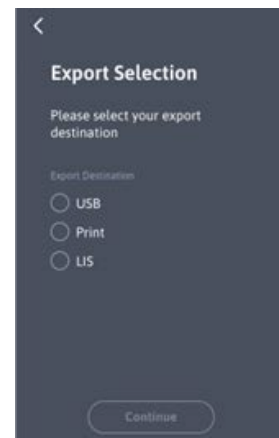 Export Selection
Please select your export
destination
Export Destination
USB
Print
LIS
Continue